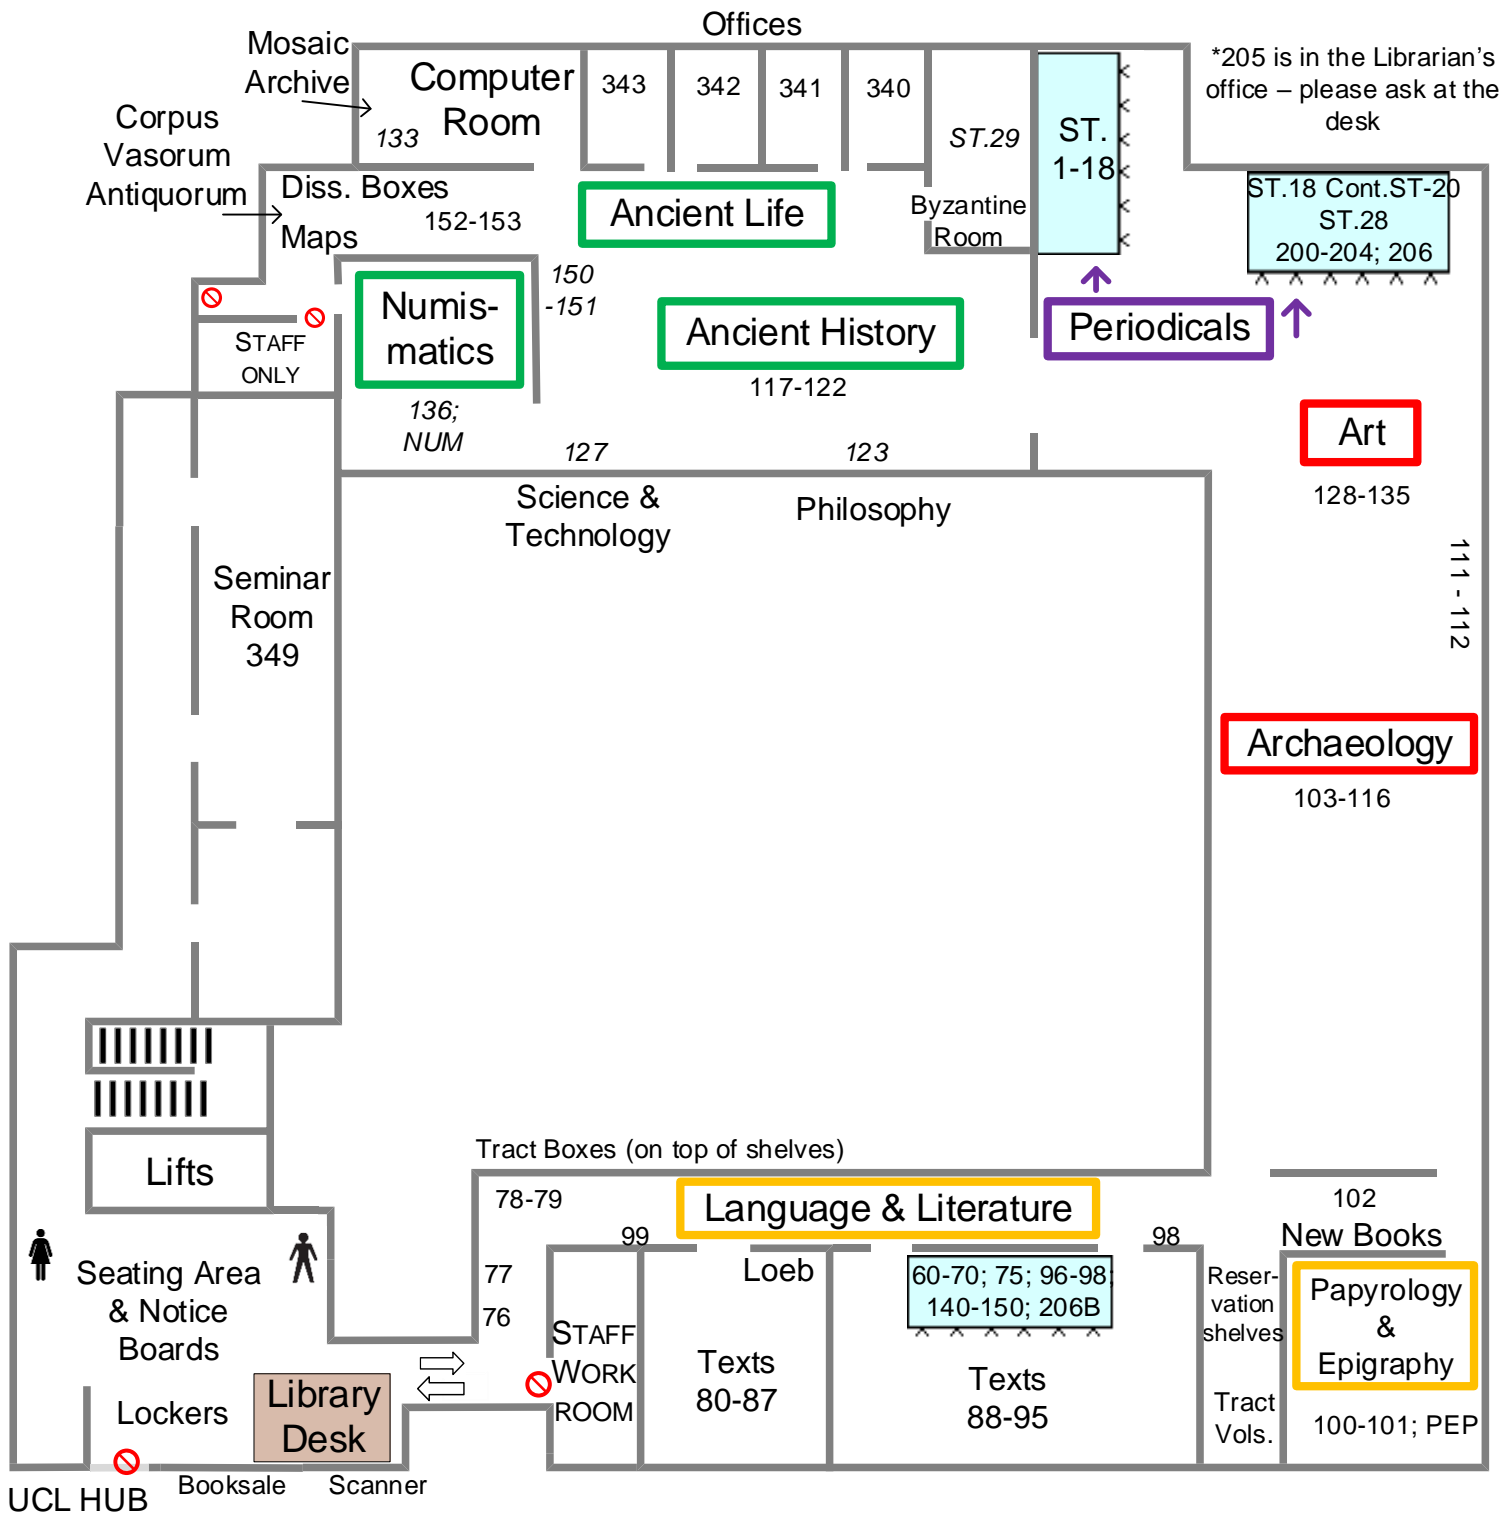 Offices
Mosaic
Archive
Computer
Room
133
343
342
341
340
ST.29
ST.
1-18
*205 is in the Librarian's
office – please ask at the
desk
Corpus
Vasorum
Antiquorum
Diss. Boxes
152-153
Maps
Ancient Life
Byzantine
Room
ST.18 Cont.ST-20
ST.28
200-204; 206
150
-151
Numis-
matics
136;
NUM
STAFF
ONLY
Ancient History
117-122
Periodicals
Art
128-135
127
123
Science &
Technology
Philosophy
111 - 112
Seminar
Room
349
Archaeology
103-116
Lifts
Tract Boxes (on top of shelves)
78-79
Language & Literature
102
New Books
99
98
77
76
Loeb
60-70; 75; 96-98;
140-150; 206B
Reser-
vation
shelves
Papyrology
&
Epigraphy
Seating Area
& Notice
Boards
STAFF
WORK
ROOM
Texts
80-87
Texts
88-95
Tract
Vols.
100-101; PEP
Lockers
Library
Desk
UCL HUB
Booksale
Scanner